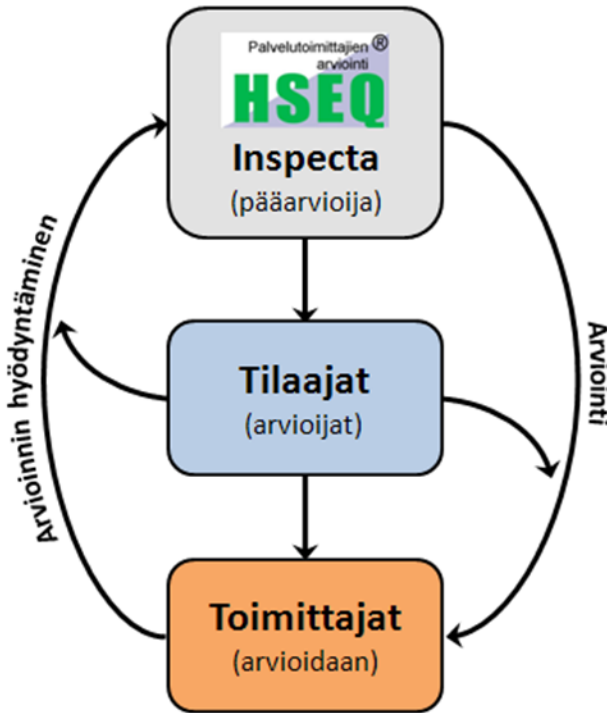 Palvelutoimittajien ®
arviointi
HSEQ
Inspecta
(pääarvioija)
Arvioinnin hyödyntäminen
Arviointi
Tilaajat
(arvioijat)
Toimittajat
(arvioidaan)